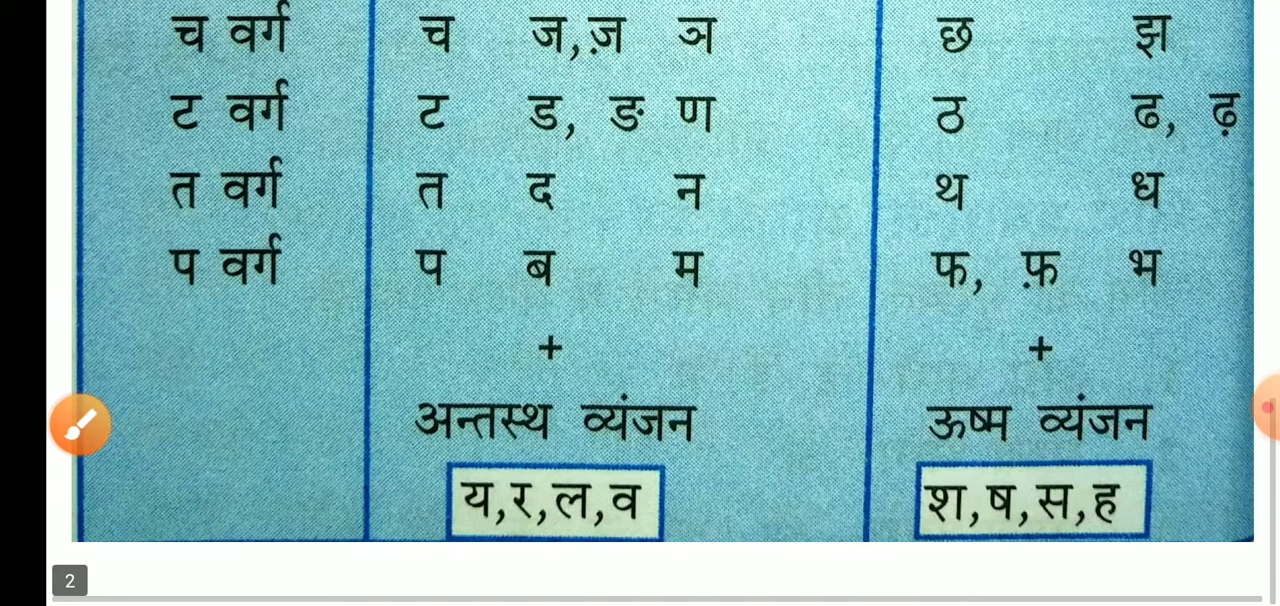 च वर्ग च ज,ज़ ञ छ झ
ट वर्ग ट ड, ङ ण ठ ढ, ढ़
त वर्ग त द न थ ध
प वर्ग प ब म फ, फ़ भ
+ +
अन्तस्थ व्यंजन ऊष्म व्यंजन
य,र,ल,व श,ष,स,ह
2